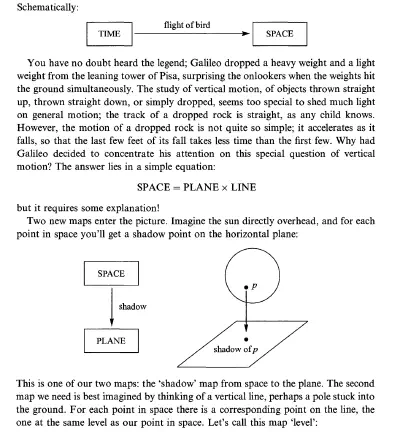 Schematically:
flight of bird
TIME
SPACE
You have no doubt heard the legend; Galileo dropped a heavy weight and a light
weight from the leaning tower of Pisa, surprising the onlookers when the weights hit
the ground simultaneously. The study of vertical motion, of objects thrown straight
up, thrown straight down, or simply dropped, seems too special to shed much light
on general motion; the track of a dropped rock is straight, as any child knows.
However, the motion of a dropped rock is not quite so simple; it accelerates as it
falls, so that the last few feet of its fall takes less time than the first few. Why had
Galileo decided to concentrate his attention on this special question of vertical
motion? The answer lies in a simple equation:
SPACE = PLANE × LINE
but it requires some explanation!
Two new maps enter the picture. Imagine the sun directly overhead, and for each
point in space you'll get a shadow point on the horizontal plane:
SPACE
p
shadow
PLANE
shadow of p
This is one of our two maps: the 'shadow' map from space to the plane. The second
map we need is best imagined by thinking of a vertical line, perhaps a pole stuck into
the ground. For each point in space there is a corresponding point on the line, the
one at the same level as our point in space. Let's call this map 'level':